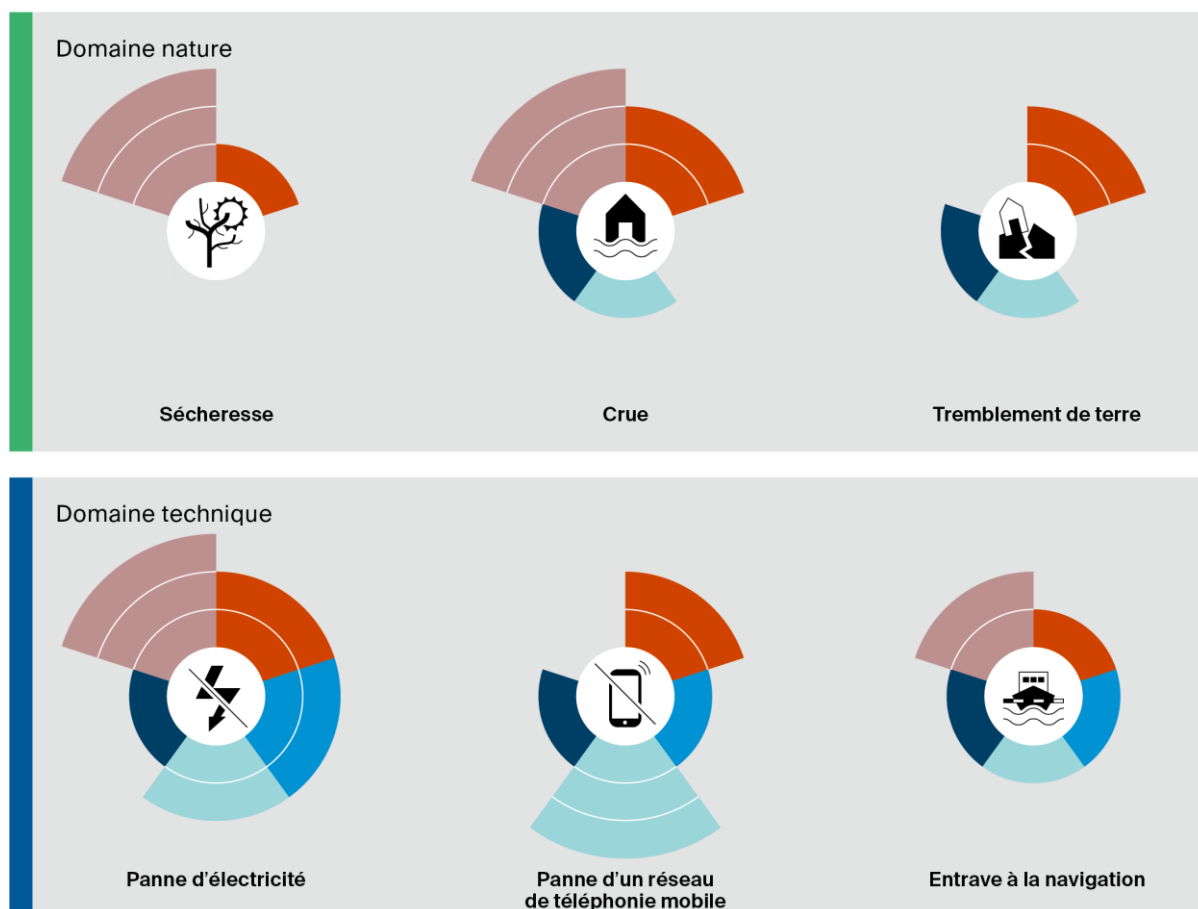 Domaine nature
Sécheresse
Crue
Tremblement de terre
Domaine technique
Panne d’électricité
Panne d’un réseau
de téléphonie mobile
Entrave à la navigation